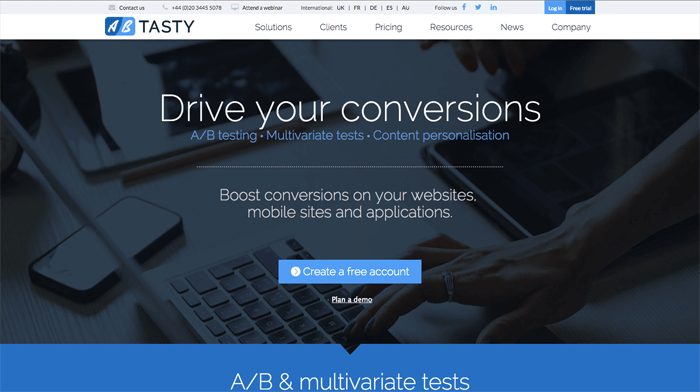 Contact us +44 (0)20 3445 5078 Attend a webinar International: UK | FR | DE | ES | AU Follow us Log in Free trial
AB TASTY Solutions Clients Pricing Resources News Company
Drive your conversions
A/B testing • Multivariate tests • Content personalisation
Boost conversions on your websites,
mobile sites and applications.
Create a free account
Plan a demo
A/B & multivariate tests